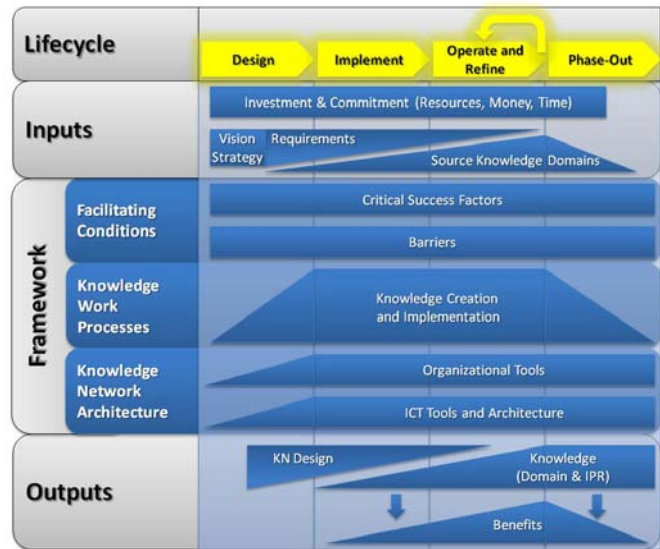 Lifecycle
Design
Implement
Operate and
Refine
Phase-Out
Inputs
Investment & Commitment (Resources, Money, Time)
Vision
Strategy
Requirements
Source Knowledge Domains
Framework
Facilitating
Conditions
Critical Success Factors
Barriers
Knowledge
Work
Processes
Knowledge Creation
and Implementation
Knowledge
Network
Architecture
Organizational Tools
ICT Tools and Architecture
Outputs
KN Design
Knowledge
(Domain & IPR)
Benefits